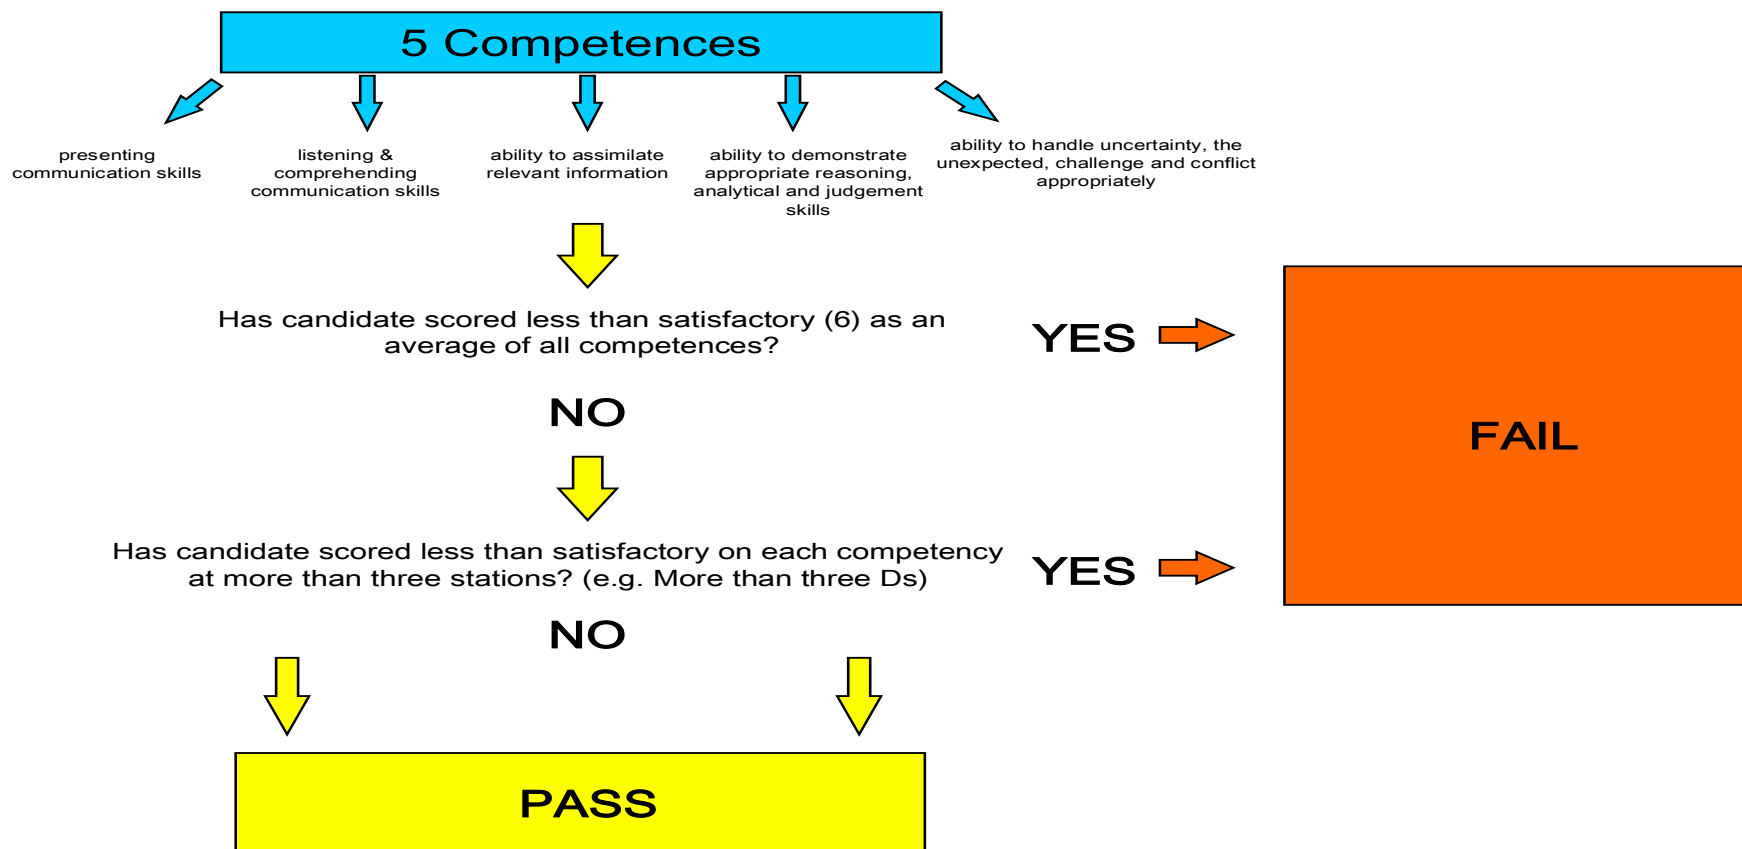 5 Competences
presenting
communication skills
listening &
comprehending
communication skills
ability to assimilate
relevant information
ability to demonstrate
appropriate reasoning,
analytical and judgement
skills
ability to handle uncertainty, the
unexpected, challenge and conflict
appropriately
Has candidate scored less than satisfactory (6) as an
average of all competences?
YES
NO
FAIL
Has candidate scored less than satisfactory on each competency
at more than three stations? (e.g. More than three Ds)
YES
NO
PASS